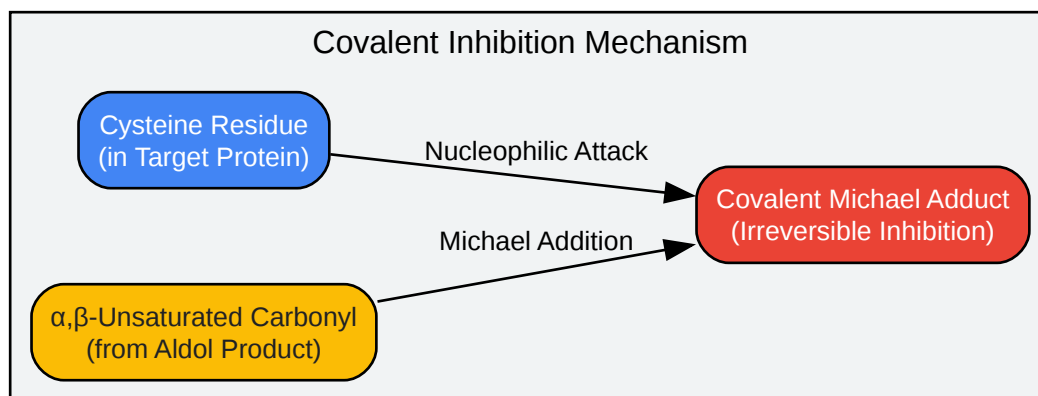 Covalent Inhibition Mechanism
Cysteine Residue
(in Target Protein)
Nucleophilic Attack
Covalent Michael Adduct
(Irreversible Inhibition)
Michael Addition
α,β-Unsaturated Carbonyl
(from Aldol Product)